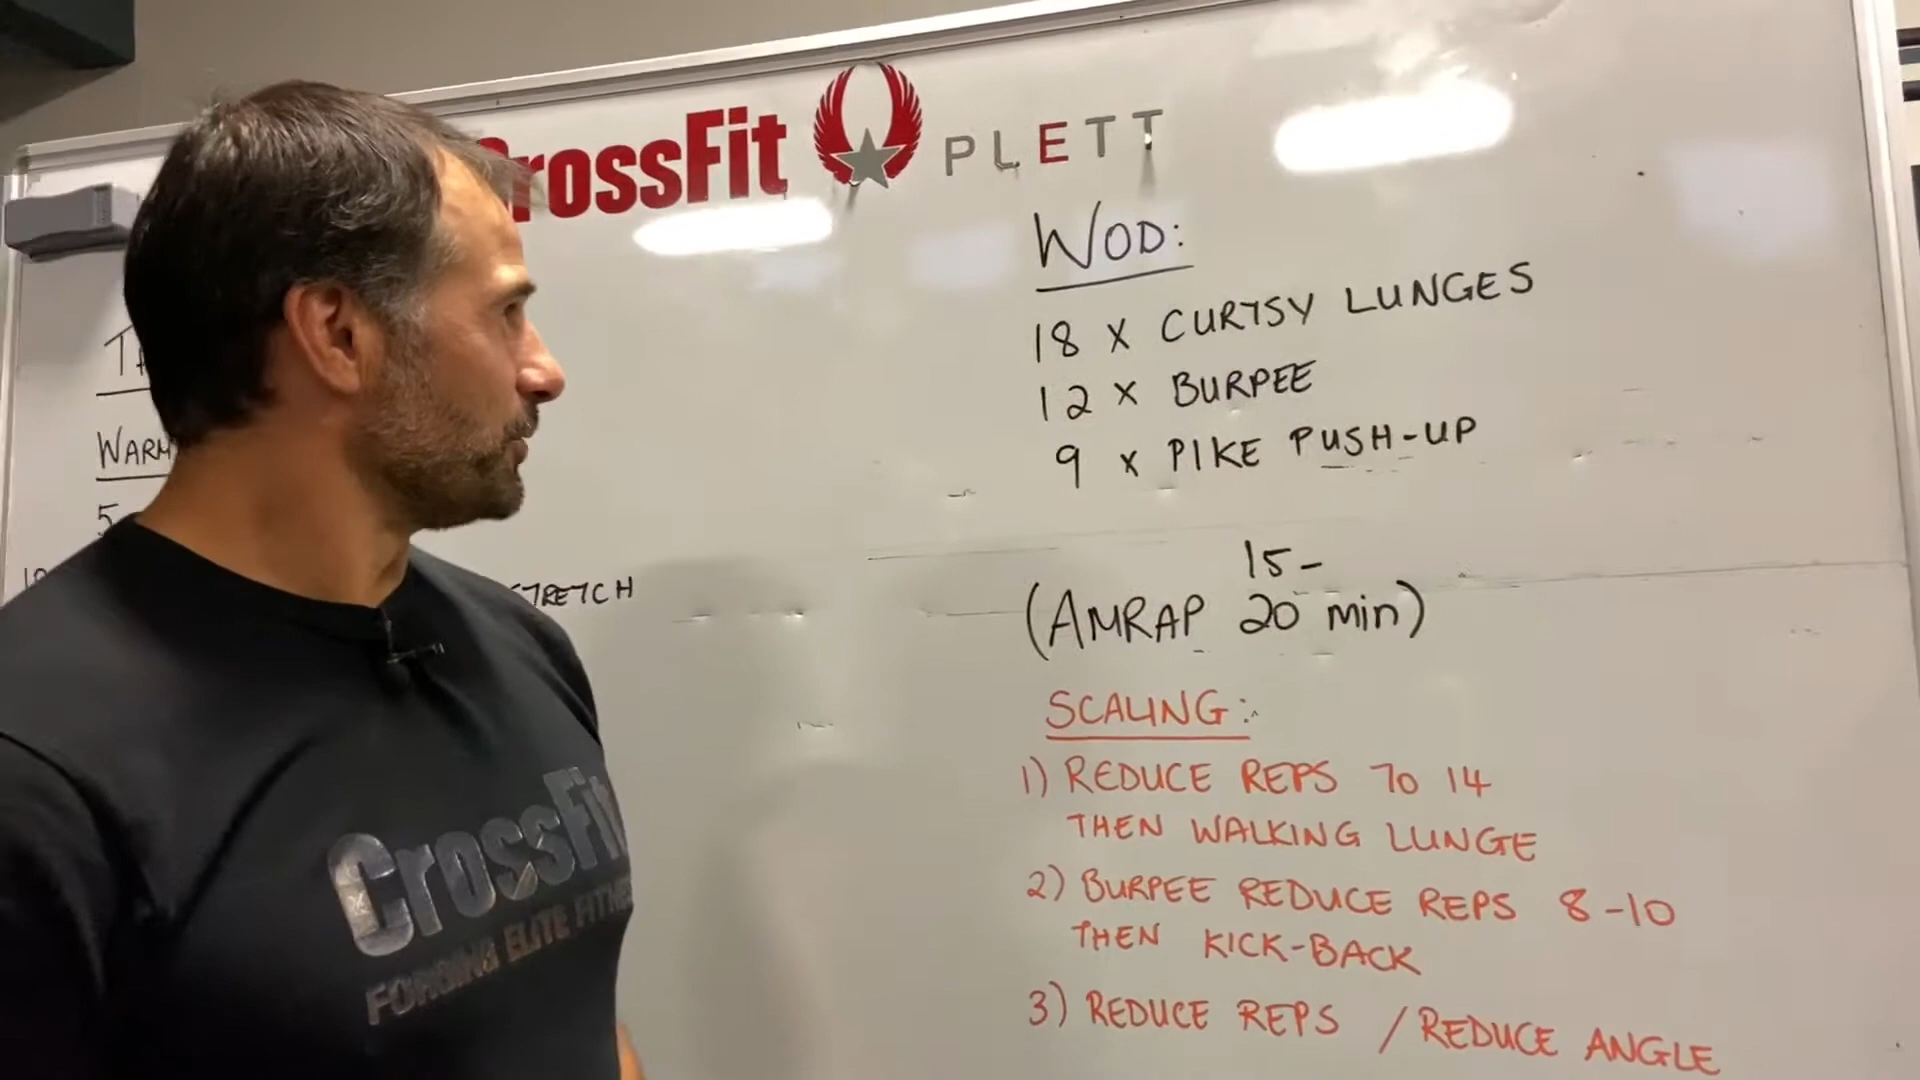 CrossFit PLETT
WOD:
18 x CURTSY LUNGES
12 x BURPEE
9 x PIKE PUSH-UP
15-
(AMRAP 20 min)
SCALING:
1) REDUCE REPS TO 14
THEN WALKING LUNGE
2) BURPEE REDUCE REPS 8-10
THEN KICK-BACK
3) REDUCE REPS / REDUCE ANGLE
WARM
5
STRETCH
CrossFit
FORGING ELITE FITNE